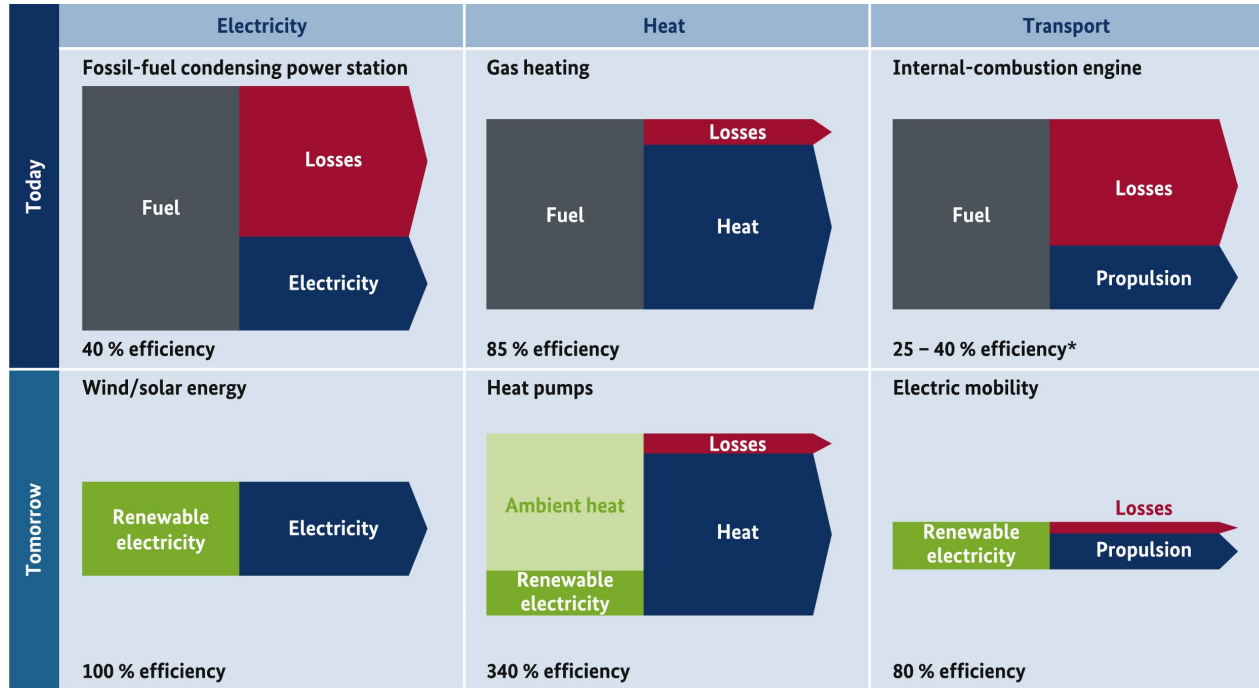 Electricity
Heat
Transport
Today
Fossil-fuel condensing power station
Fuel
Losses
Electricity
40 % efficiency
Gas heating
Fuel
Losses
Heat
85 % efficiency
Internal-combustion engine
Fuel
Losses
Propulsion
25 – 40 % efficiency*
Tomorrow
Wind/solar energy
Renewable
electricity
Electricity
100 % efficiency
Heat pumps
Ambient heat
Renewable
electricity
Losses
Heat
340 % efficiency
Electric mobility
Renewable
electricity
Losses
Propulsion
80 % efficiency